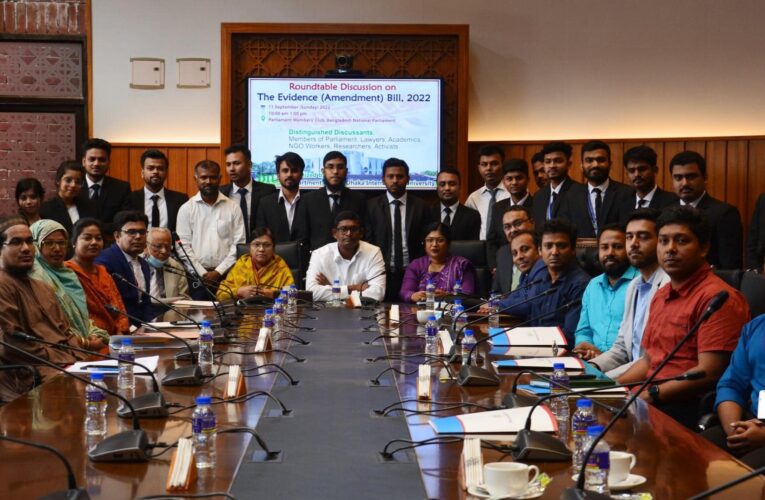 Roundtable Discussion on
The Evidence (Amendment) Bill, 2022
11 September (Sunday) 2022
10:00 am-1:00 pm
Parliament Members' Club, Bangladesh National Parliament
Distinguished Discussants
Members of Parliament, Lawyers, Academics
NGO Workers, Researchers, Activats